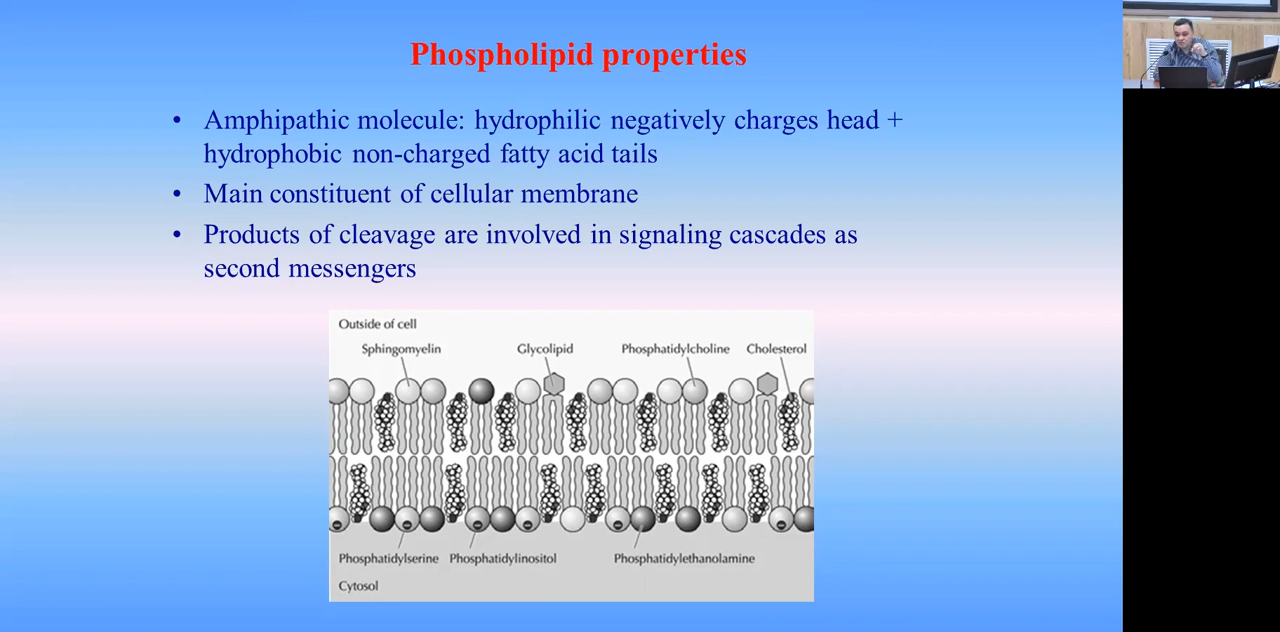 Phospholipid properties
• Amphipathic molecule: hydrophilic negatively charges head +
hydrophobic non-charged fatty acid tails
• Main constituent of cellular membrane
• Products of cleavage are involved in signaling cascades as
second messengers
Outside of cell
Sphingomyelin Glycolipid Phosphatidylcholine Cholesterol
Phosphatidylserine Phosphatidylinositol Phosphatidylethanolamine
Cytosol